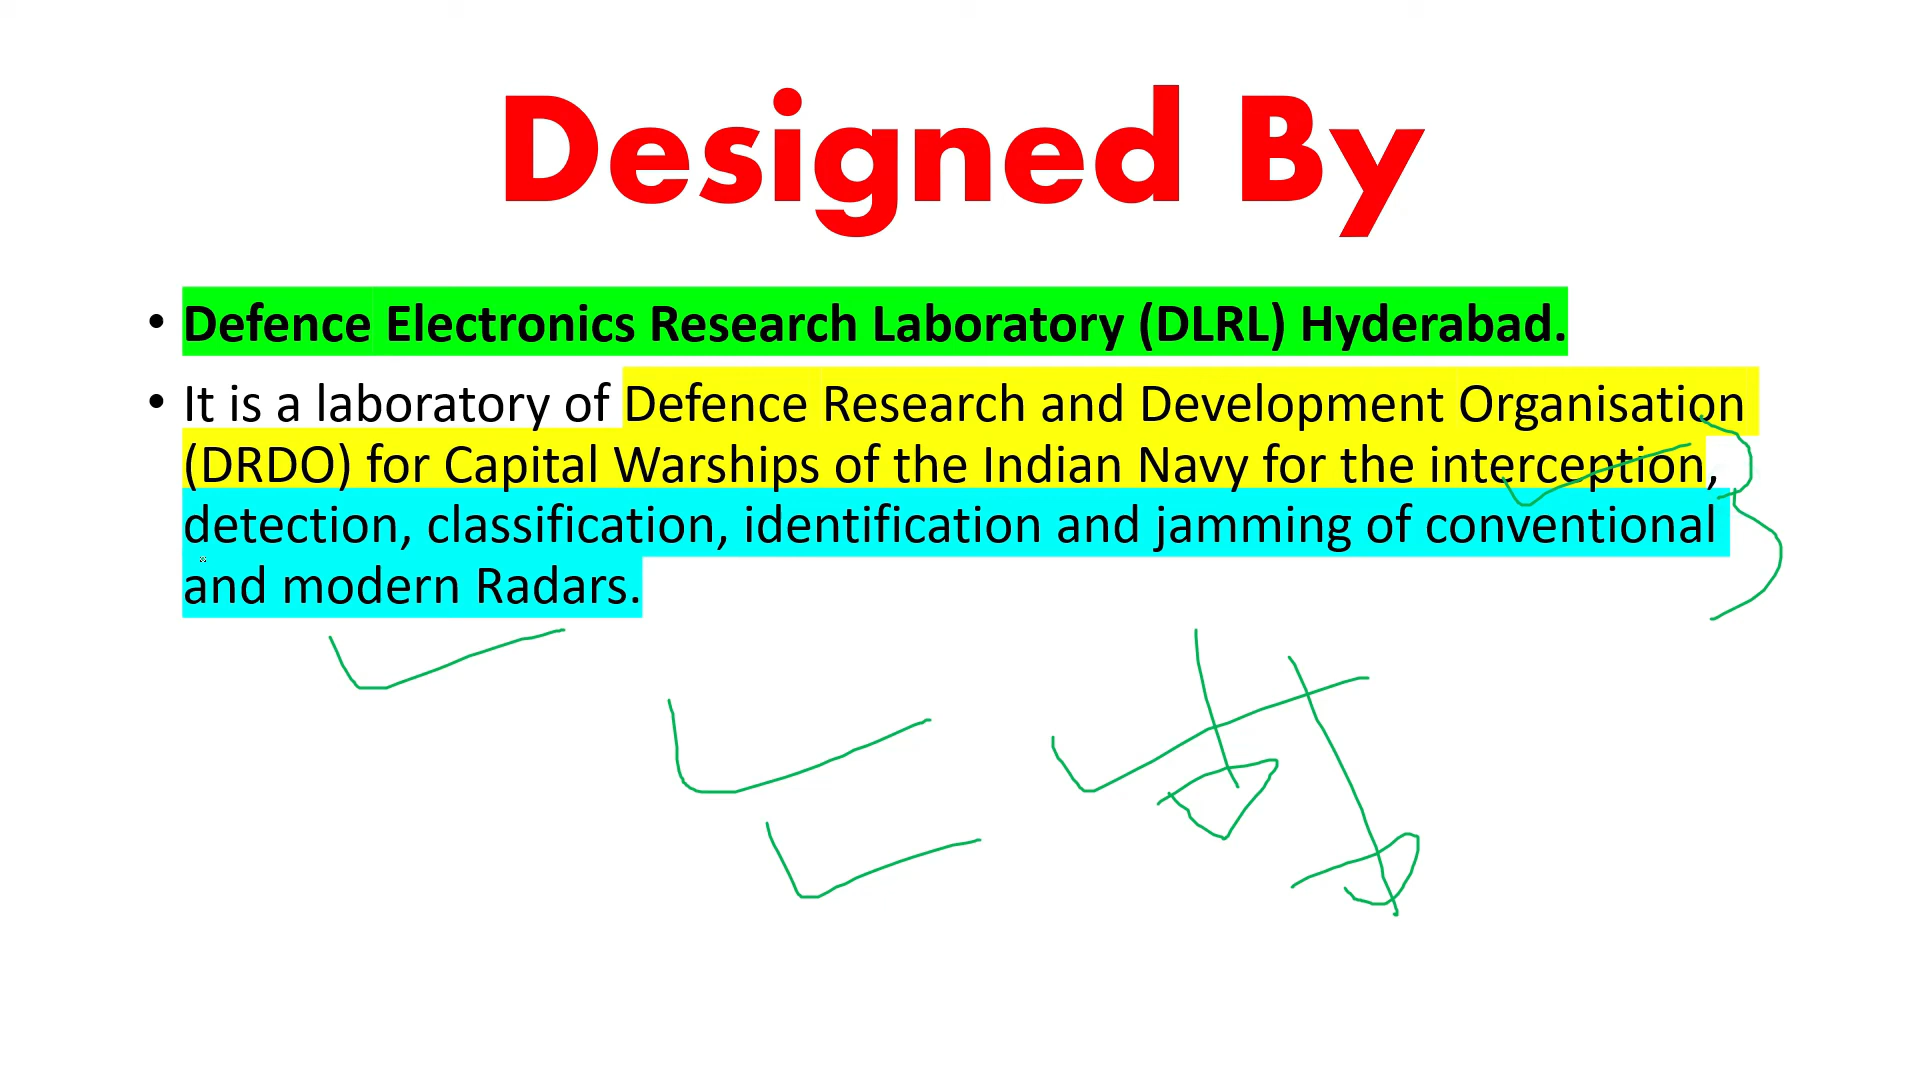 Designed By
• Defence Electronics Research Laboratory (DLRL) Hyderabad.
• It is a laboratory of Defence Research and Development Organisation
(DRDO) for Capital Warships of the Indian Navy for the interception,
detection, classification, identification and jamming of conventional
and modern Radars.